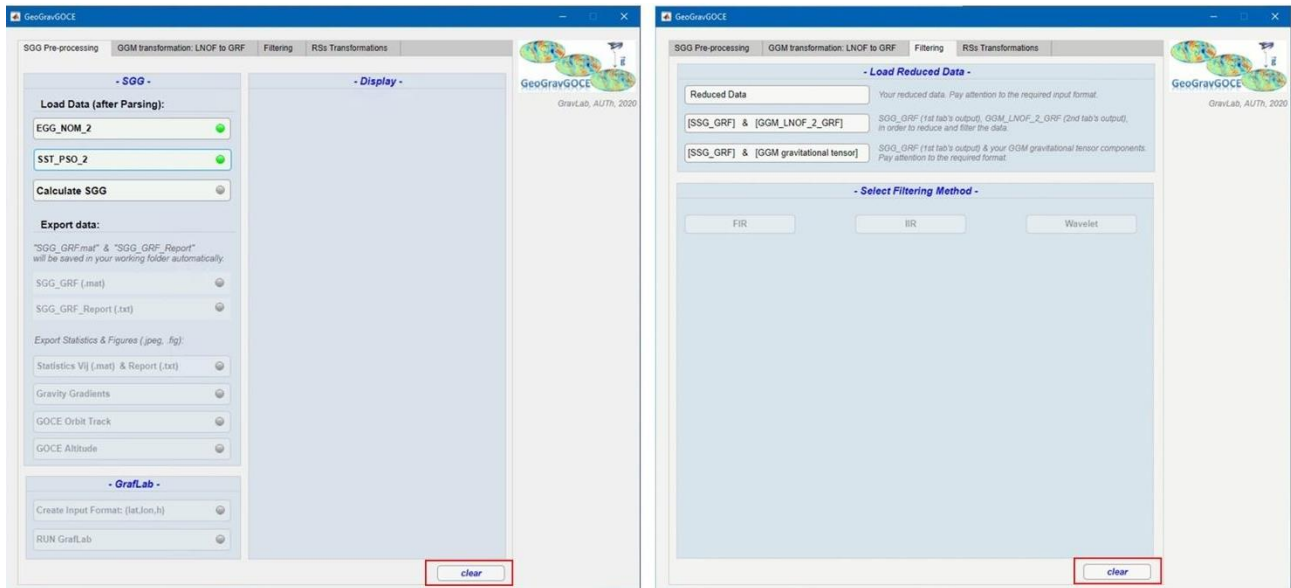 GeoGravGOCE
SGG Pre-processing GGM transformation: LNOF to GRF Filtering RSs Transformations
- SGG -
Load Data (after Parsing):
EGG_NOM_2
SST_PSO_2
Calculate SGG
Export data:
"SGG_GRF.mat" & "SGG_GRF_Report"
will be saved in your working folder automatically.
SGG_GRF (.mat)
SGG_GRF_Report (.txt)
Export Statistics & Figures (.jpeg, .fig):
Statistics Vij (.mat) & Report (.txt)
Gravity Gradients
GOCE Orbit Track
GOCE Altitude
- GrafLab -
Create Input Format: (lat,lon,h)
RUN GrafLab
- Display -
clear
GeoGravGOCE
GravLab, AUTh, 2020
GeoGravGOCE
SGG Pre-processing GGM transformation: LNOF to GRF Filtering RSs Transformations
- Load Reduced Data -
Reduced Data Your reduced data. Pay attention to the required input format.
[SSG_GRF] & [GGM_LNOF_2_GRF] SGG_GRF (1st tab's output), GGM_LNOF_2_GRF (2nd tab's output),
in order to reduce and filter the data.
[SSG_GRF] & [GGM gravitational tensor] SGG_GRF (1st tab's output) & your GGM gravitational tensor components.
Pay attention to the required format.
- Select Filtering Method -
FIR IIR Wavelet
clear
GeoGravGOCE
GravLab, AUTh, 2020